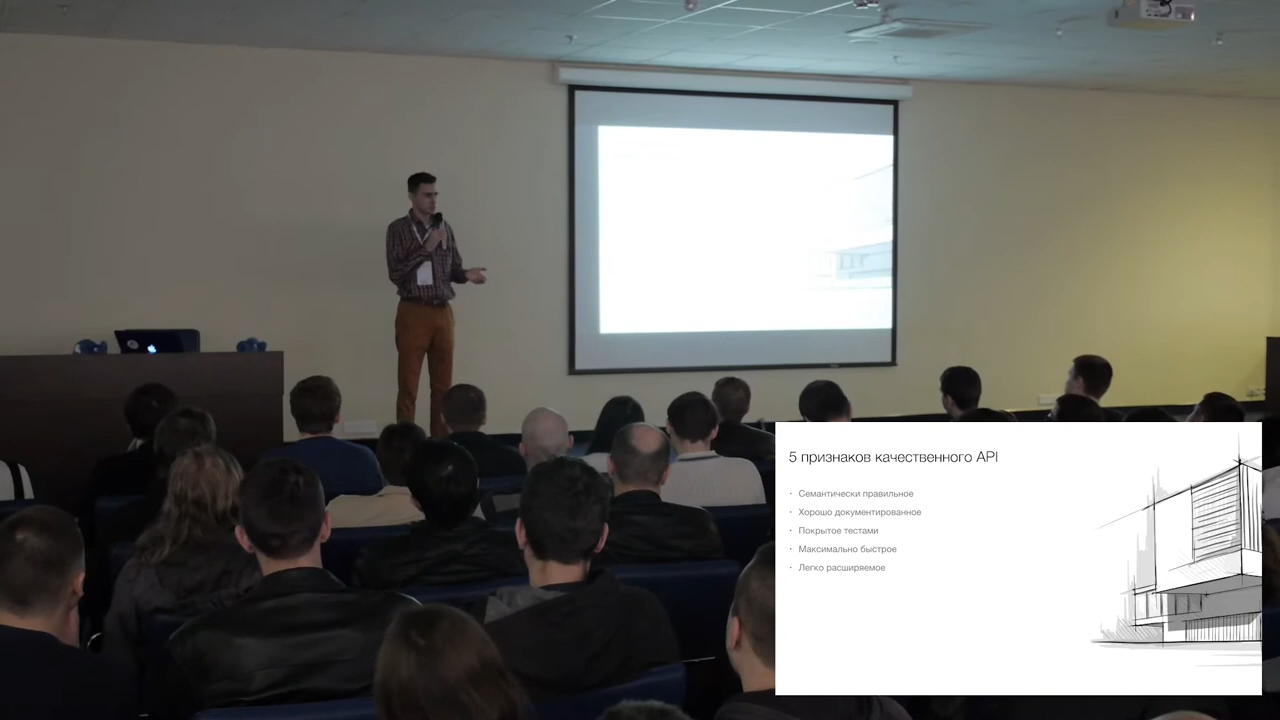 5 признаков качественного API
· Семантически правильное
· Хорошо документированное
· Покрытое тестами
· Максимально быстрое
· Легко расширяемое